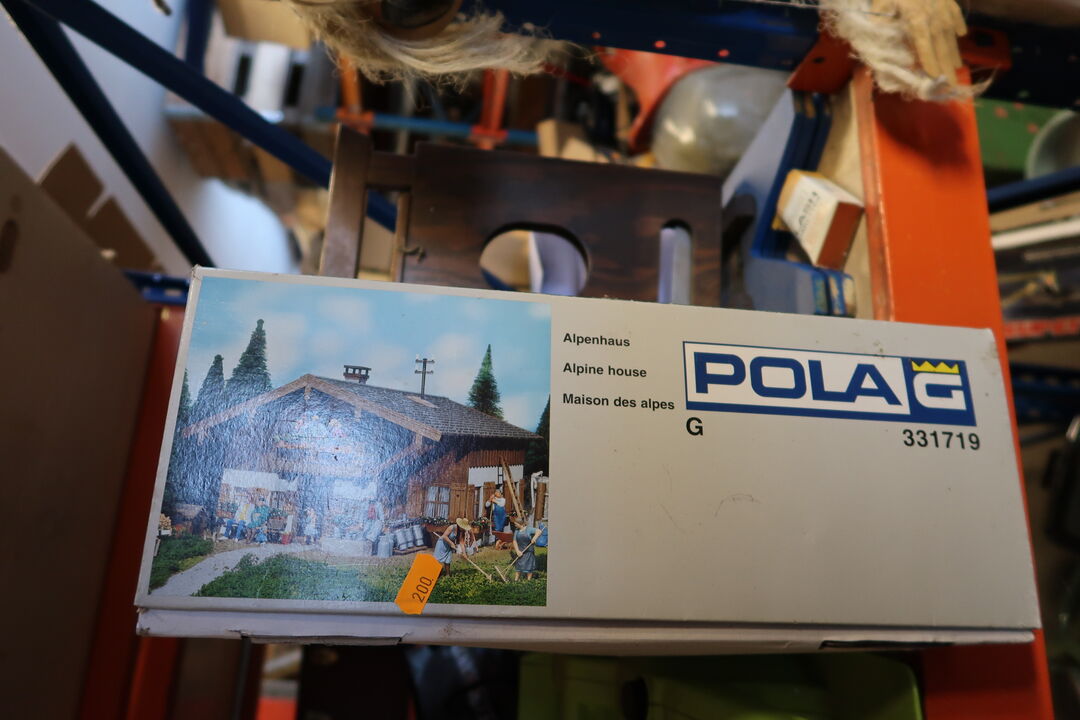 Alpenhaus
Alpine house
Maison des alpes
POLA G
G
331719
200.